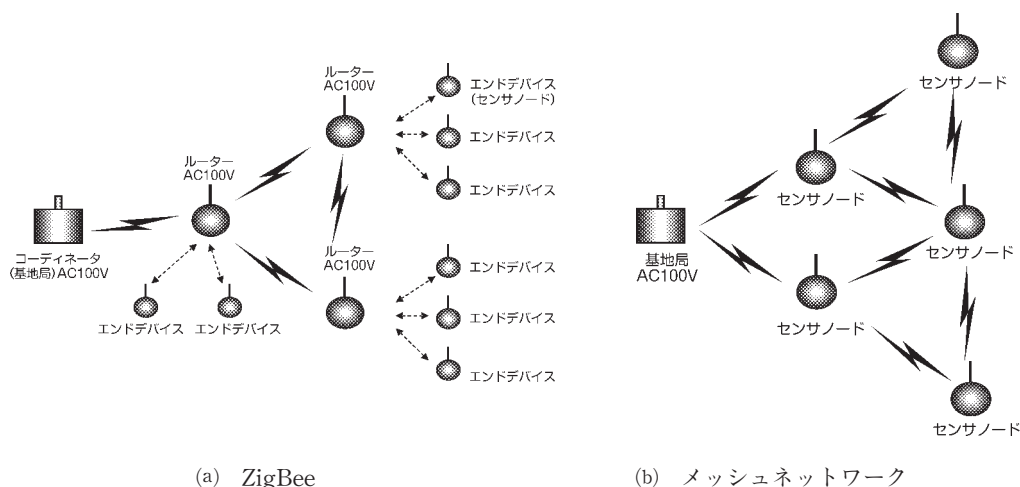 ルーター
AC100V
エンドデバイス
(センサノード)
エンドデバイス
エンドデバイス
ルーター
AC100V
コーディネータ
(基地局)AC100V
エンドデバイス
エンドデバイス
ルーター
AC100V
エンドデバイス
エンドデバイス
エンドデバイス
(a) ZigBee
センサノード
センサノード
基地局
AC100V
センサノード
センサノード
センサノード
(b) メッシュネットワーク